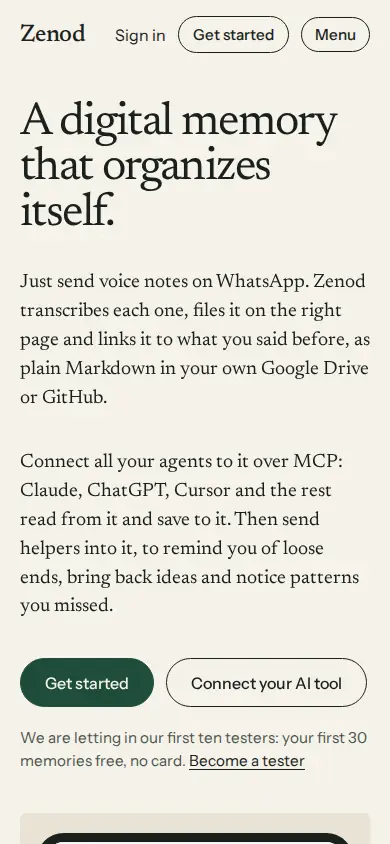 Zenod
Sign in
Get started
Menu
A digital memory
that organizes
itself.
Just send voice notes on WhatsApp. Zenod
transcribes each one, files it on the right
page and links it to what you said before, as
plain Markdown in your own Google Drive
or GitHub.
Connect all your agents to it over MCP:
Claude, ChatGPT, Cursor and the rest
read from it and save to it. Then send
helpers into it, to remind you of loose
ends, bring back ideas and notice patterns
you missed.
Get started
Connect your AI tool
We are letting in our first ten testers: your first 30
memories free, no card. Become a tester